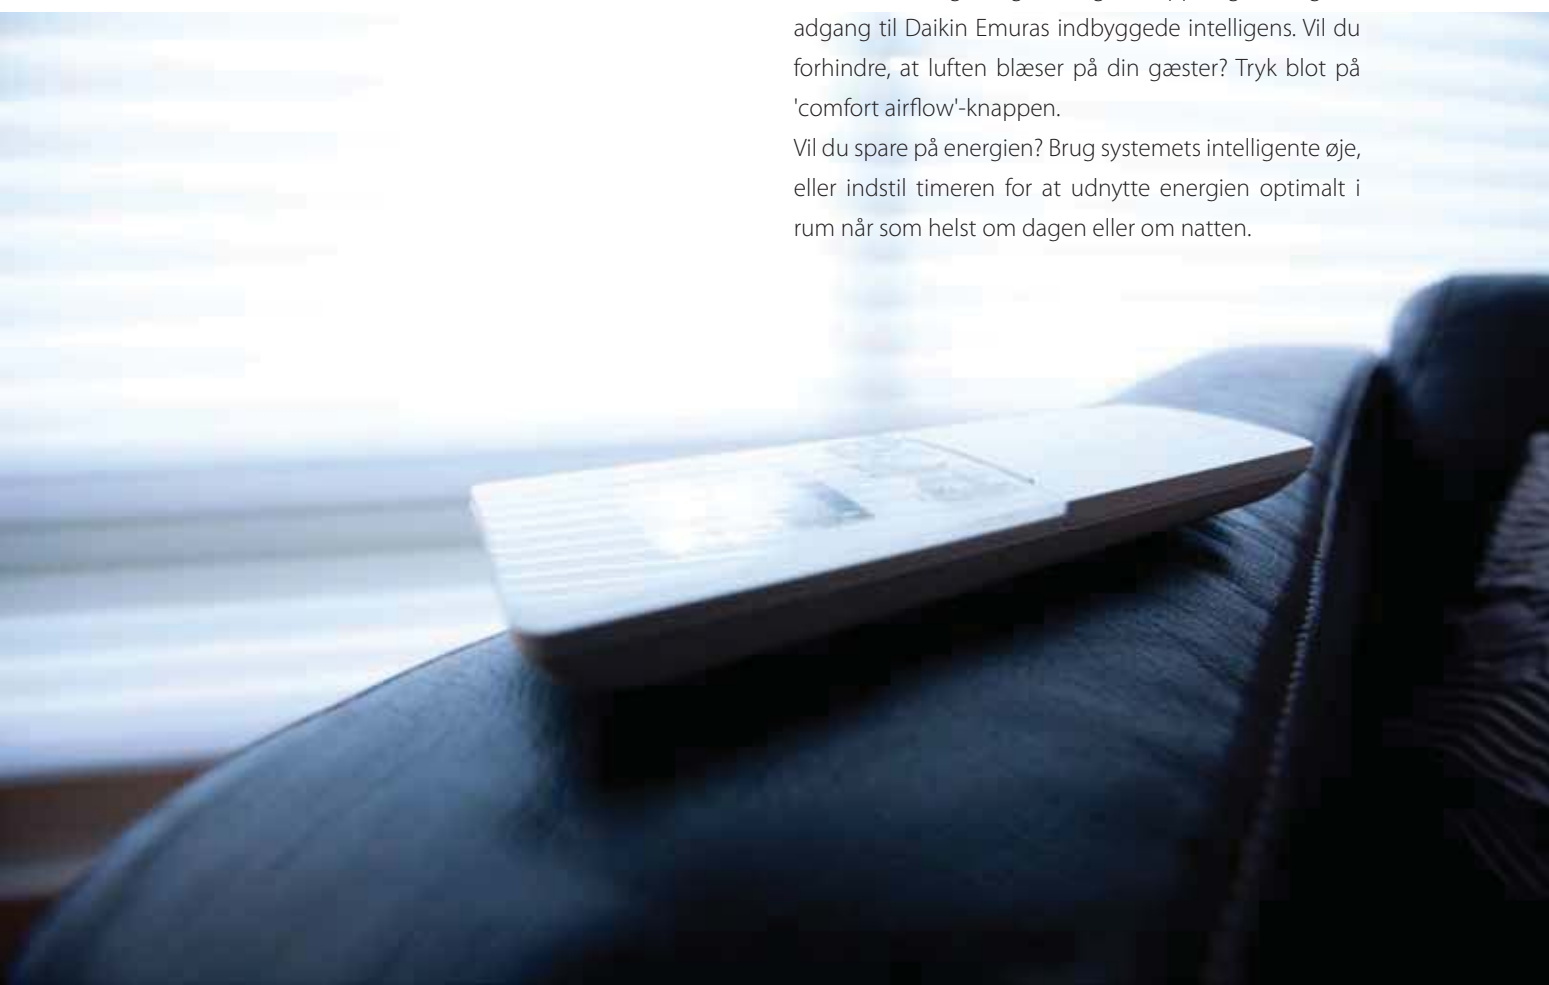 adgang til Daikin Emuras indbyggede intelligens. Vil du
forhindre, at luften blæser på din gæster? Tryk blot på
'comfort airflow'-knappen.
Vil du spare på energien? Brug systemets intelligente øje,
eller indstil timeren for at udnytte energien optimalt i
rum når som helst om dagen eller om natten.